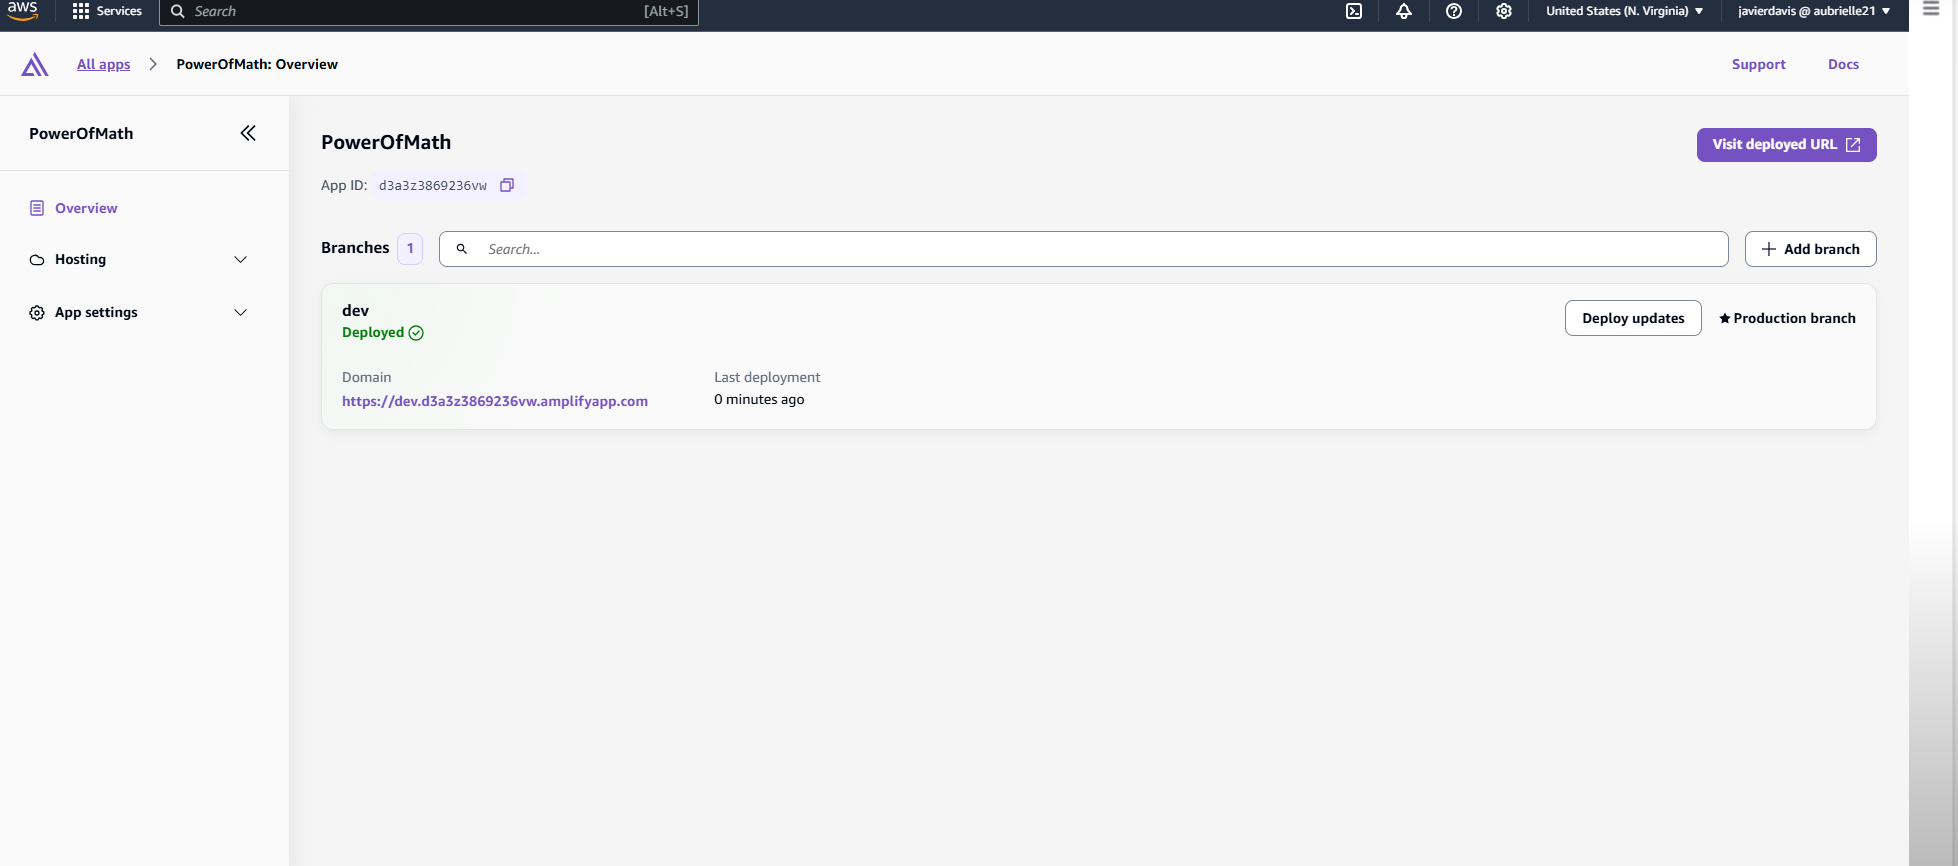 aws Services Search [Alt+S] United States (N. Virginia) javierdavis @ aubrielle21
All apps PowerOfMath: Overview Support Docs
PowerOfMath
Overview
Hosting
App settings
PowerOfMath
Visit deployed URL
App ID: d3a3z3869236vw
Branches 1 Search... Add branch
dev
Deployed
Deploy updates Production branch
Domain Last deployment
https://dev.d3a3z3869236vw.amplifyapp.com 0 minutes ago